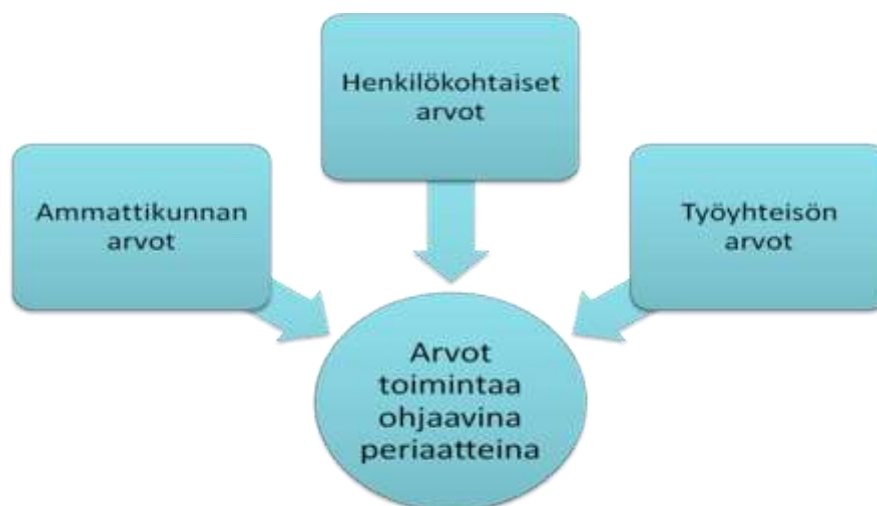 Henkilökohtaiset
arvot
Ammattikunnan
arvot
Työyhteisön
arvot
Arvot
toimintaa
ohjaavina
periaatteina